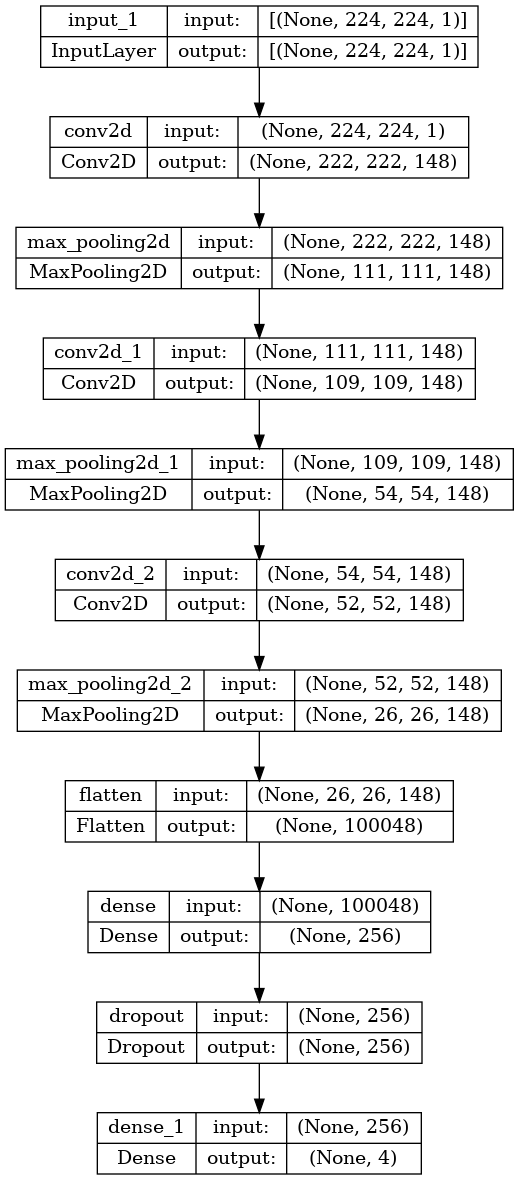 input_1 input: [(None, 224, 224, 1)]
InputLayer output: [(None, 224, 224, 1)]
conv2d input: (None, 224, 224, 1)
Conv2D output: (None, 222, 222, 148)
max_pooling2d input: (None, 222, 222, 148)
MaxPooling2D output: (None, 111, 111, 148)
conv2d_1 input: (None, 111, 111, 148)
Conv2D output: (None, 109, 109, 148)
max_pooling2d_1 input: (None, 109, 109, 148)
MaxPooling2D output: (None, 54, 54, 148)
conv2d_2 input: (None, 54, 54, 148)
Conv2D output: (None, 52, 52, 148)
max_pooling2d_2 input: (None, 52, 52, 148)
MaxPooling2D output: (None, 26, 26, 148)
flatten input: (None, 26, 26, 148)
Flatten output: (None, 100048)
dense input: (None, 100048)
Dense output: (None, 256)
dropout input: (None, 256)
Dropout output: (None, 256)
dense_1 input: (None, 256)
Dense output: (None, 4)